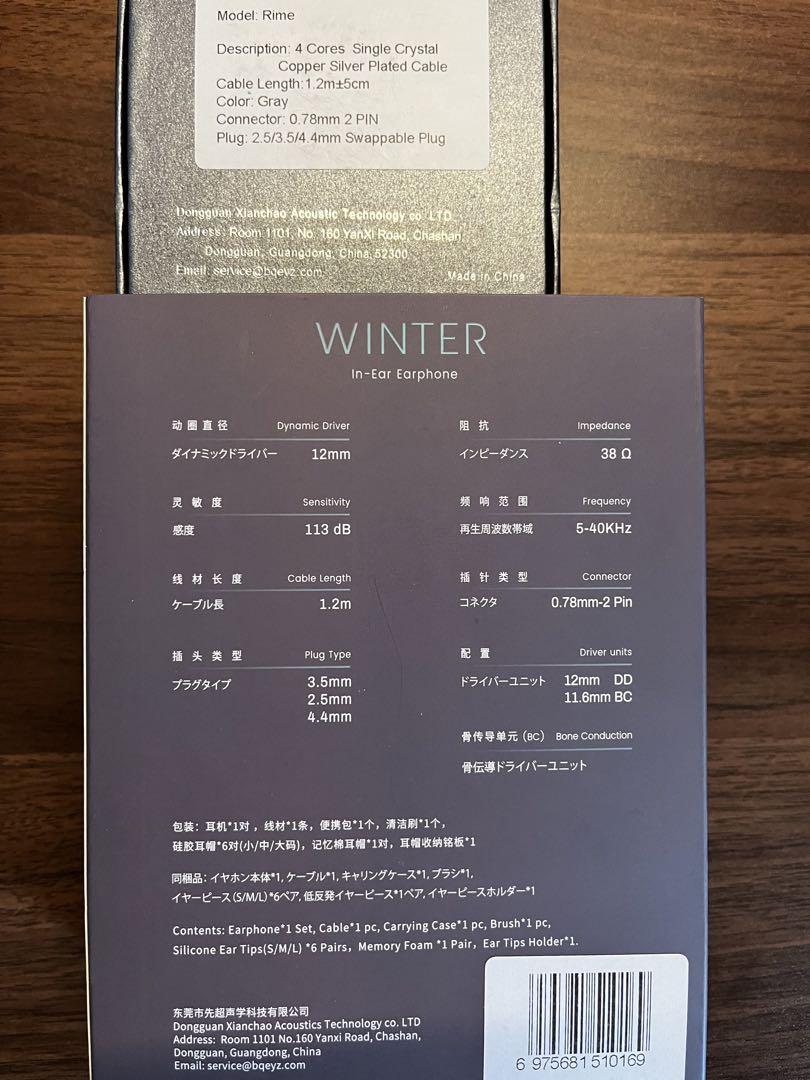 Model: Rime
Description: 4 Cores Single Crystal
Copper Silver Plated Cable
Cable Length:1.2m±5cm
Color: Gray
Connector: 0.78mm 2 PIN
Plug: 2.5/3.5/4.4mm Swappable Plug
Dongguan Xianchao Acoustic Technology co. LTD
Address: Room 1101, No. 160 YanXi Road, Chashan
Dongguan, Guangdong, China, 52300
Email: service@bqeyz.com
Made in China
WINTER
In-Ear Earphone
动圈直径 Dynamic Driver
ダイナミックドライバー 12mm
阻抗 Impedance
インピーダンス 38 Ω
灵敏度 Sensitivity
感度 113 dB
频响范围 Frequency
再生周波数帯域 5-40KHz
线材长度 Cable Length
ケーブル長 1.2m
插针类型 Connector
コネクタ 0.78mm-2 Pin
插头类型 Plug Type
プラグタイプ 3.5mm
2.5mm
4.4mm
配置 Driver units
ドライバーユニット 12mm DD
11.6mm BC
骨传导单元 (BC) Bone Conduction
骨伝導ドライバーユニット
包装: 耳机*1对 , 线材*1条, 便携包*1个, 清洁刷*1个,
硅胶耳帽*6对(小/中/大码), 记忆棉耳帽*1对, 耳帽收纳铭板*1
同梱品: イヤホン本体*1, ケーブル*1, キャリングケース*1, ブラシ*1,
イヤーピース (S/M/L) *6ペア, 低反発イヤーピース*1ペア, イヤーピースホルダー*1
Contents: Earphone*1 Set, Cable*1 pc, Carrying Case*1 pc, Brush*1 pc,
Silicone Ear Tips(S/M/L) *6 Pairs, Memory Foam *1 Pair, Ear Tips Holder*1.
东莞市先超声学科技有限公司
Dongguan Xianchao Acoustics Technology co. LTD
Address: Room 1101 No.160 Yanxi Road, Chashan,
Dongguan, Guangdong, China
Email: service@bqeyz.com
6 975681 510169